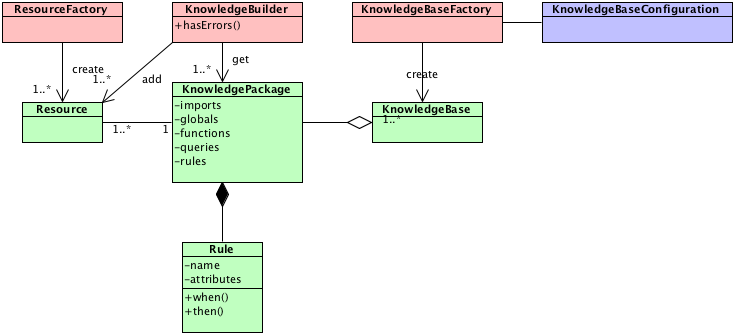 ResourceFactory
KnowledgeBuilder
+hasErrors()
KnowledgeBaseFactory
KnowledgeBaseConfiguration
create
1..*
1..*
add
get
1..*
create
Resource
1..*
1
KnowledgePackage
-imports
-globals
-functions
-queries
-rules
KnowledgeBase
1..*
Rule
-name
-attributes
+when()
+then()